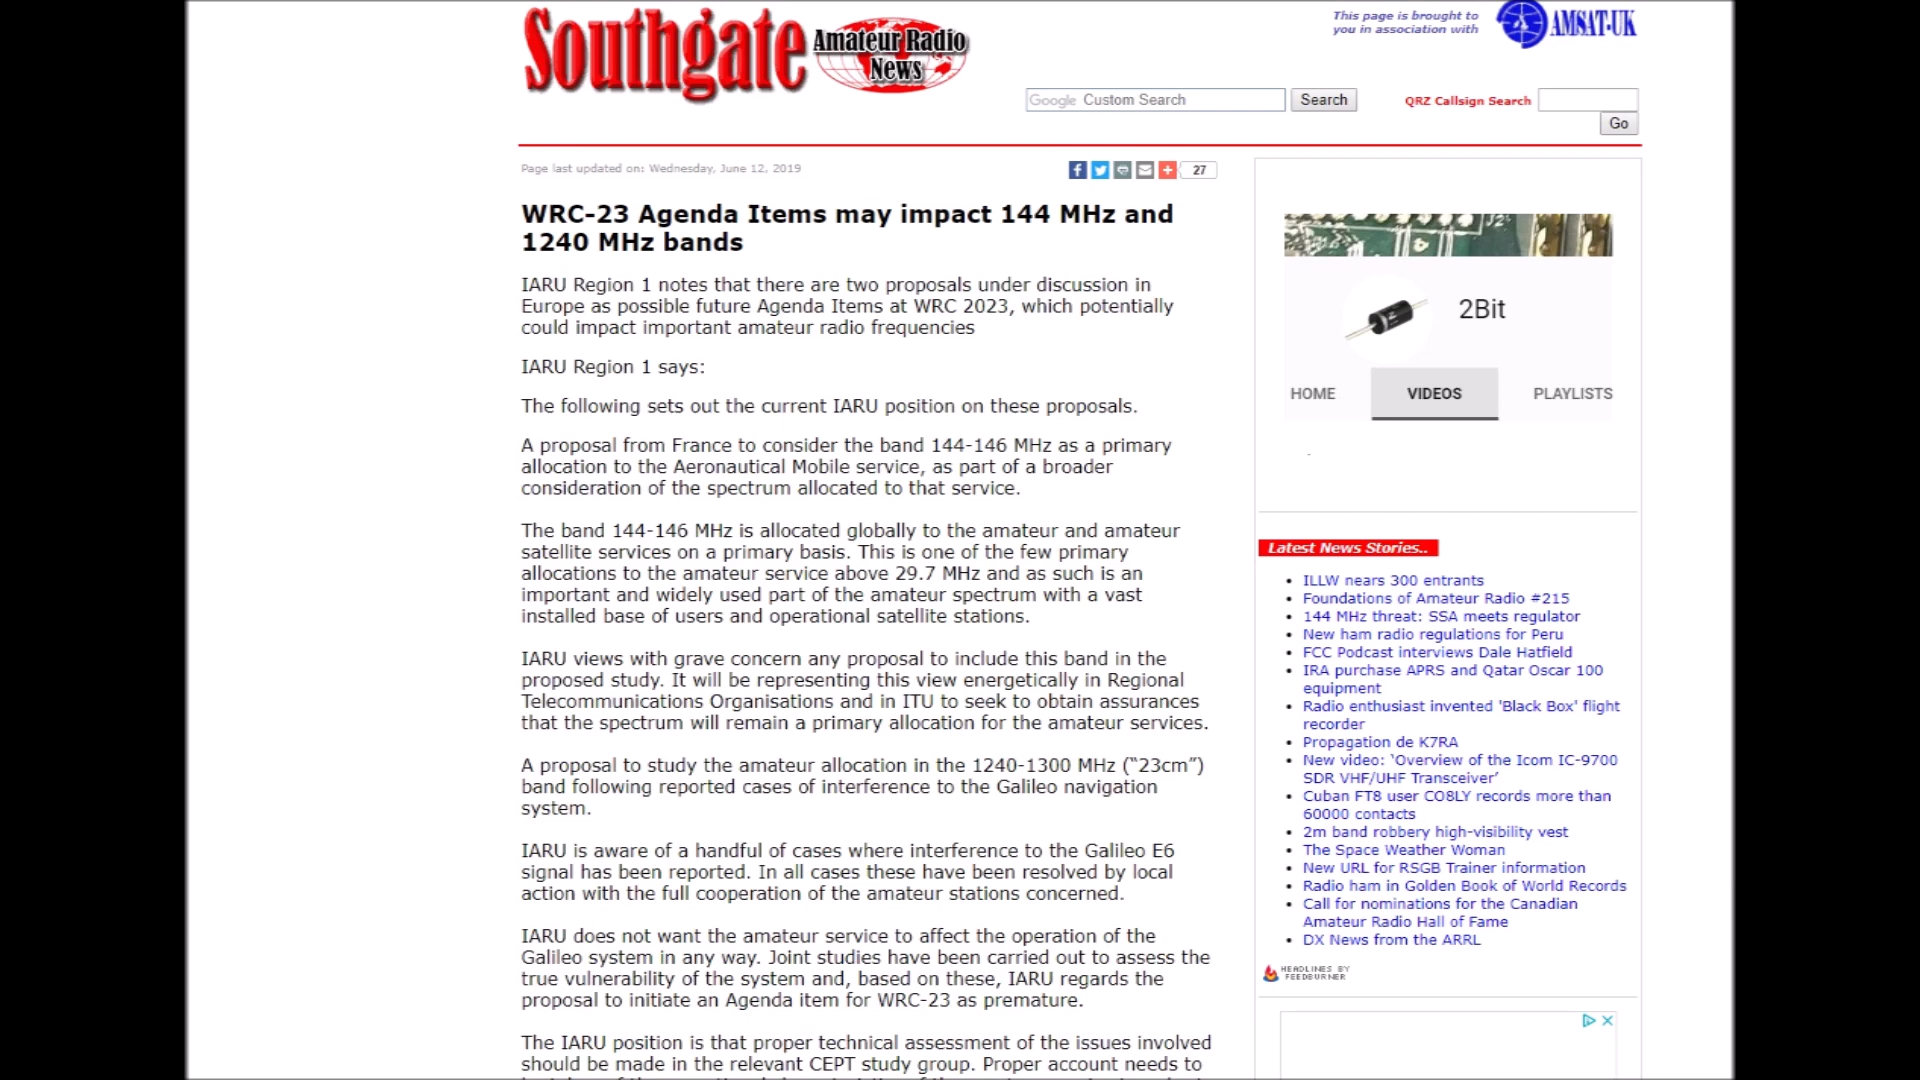 Southgate
Amateur Radio
News
This page is brought to
you in association with
AMSAT-UK
Google Custom Search
Search
QRZ Callsign Search
Go
Page last updated on: Wednesday, June 12, 2019
27
WRC-23 Agenda Items may impact 144 MHz and
1240 MHz bands
IARU Region 1 notes that there are two proposals under discussion in
Europe as possible future Agenda Items at WRC 2023, which potentially
could impact important amateur radio frequencies
IARU Region 1 says:
The following sets out the current IARU position on these proposals.
A proposal from France to consider the band 144-146 MHz as a primary
allocation to the Aeronautical Mobile service, as part of a broader
consideration of the spectrum allocated to that service.
The band 144-146 MHz is allocated globally to the amateur and amateur
satellite services on a primary basis. This is one of the few primary
allocations to the amateur service above 29.7 MHz and as such is an
important and widely used part of the amateur spectrum with a vast
installed base of users and operational satellite stations.
IARU views with grave concern any proposal to include this band in the
proposed study. It will be representing this view energetically in Regional
Telecommunications Organisations and in ITU to seek to obtain assurances
that the spectrum will remain a primary allocation for the amateur services.
A proposal to study the amateur allocation in the 1240-1300 MHz (“23cm”)
band following reported cases of interference to the Galileo navigation
system.
IARU is aware of a handful of cases where interference to the Galileo E6
signal has been reported. In all cases these have been resolved by local
action with the full cooperation of the amateur stations concerned.
IARU does not want the amateur service to affect the operation of the
Galileo system in any way. Joint studies have been carried out to assess the
true vulnerability of the system and, based on these, IARU regards the
proposal to initiate an Agenda item for WRC-23 as premature.
The IARU position is that proper technical assessment of the issues involved
should be made in the relevant CEPT study group. Proper account needs to
2Bit
HOME
VIDEOS
PLAYLISTS
Latest News Stories..
• ILLW nears 300 entrants
• Foundations of Amateur Radio #215
• 144 MHz threat: SSA meets regulator
• New ham radio regulations for Peru
• FCC Podcast interviews Dale Hatfield
• IRA purchase APRS and Qatar Oscar 100
equipment
• Radio enthusiast invented 'Black Box' flight
recorder
• Propagation de K7RA
• New video: ‘Overview of the Icom IC-9700
SDR VHF/UHF Transceiver’
• Cuban FT8 user CO8LY records more than
60000 contacts
• 2m band robbery high-visibility vest
• The Space Weather Woman
• New URL for RSGB Trainer information
• Radio ham in Golden Book of World Records
• Call for nominations for the Canadian
Amateur Radio Hall of Fame
• DX News from the ARRL
HEADLINES BY
FEEDBURNER